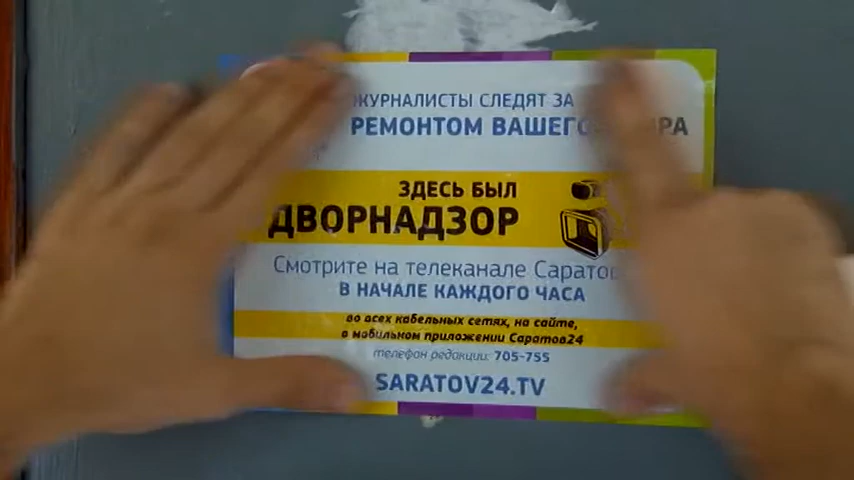 ЖУРНАЛИСТЫ СЛЕДЯТ ЗА
РЕМОНТОМ ВАШЕГО
ЗДЕСЬ БЫЛ
ДВОРНАДЗОР
Смотрите на телеканале Саратов
В НАЧАЛЕ КАЖДОГО ЧАСА
во всех кабельных сетях, на сайте,
в мобильном приложении Саратов24
телефон редакции: 705-755
SARATOV24.TV